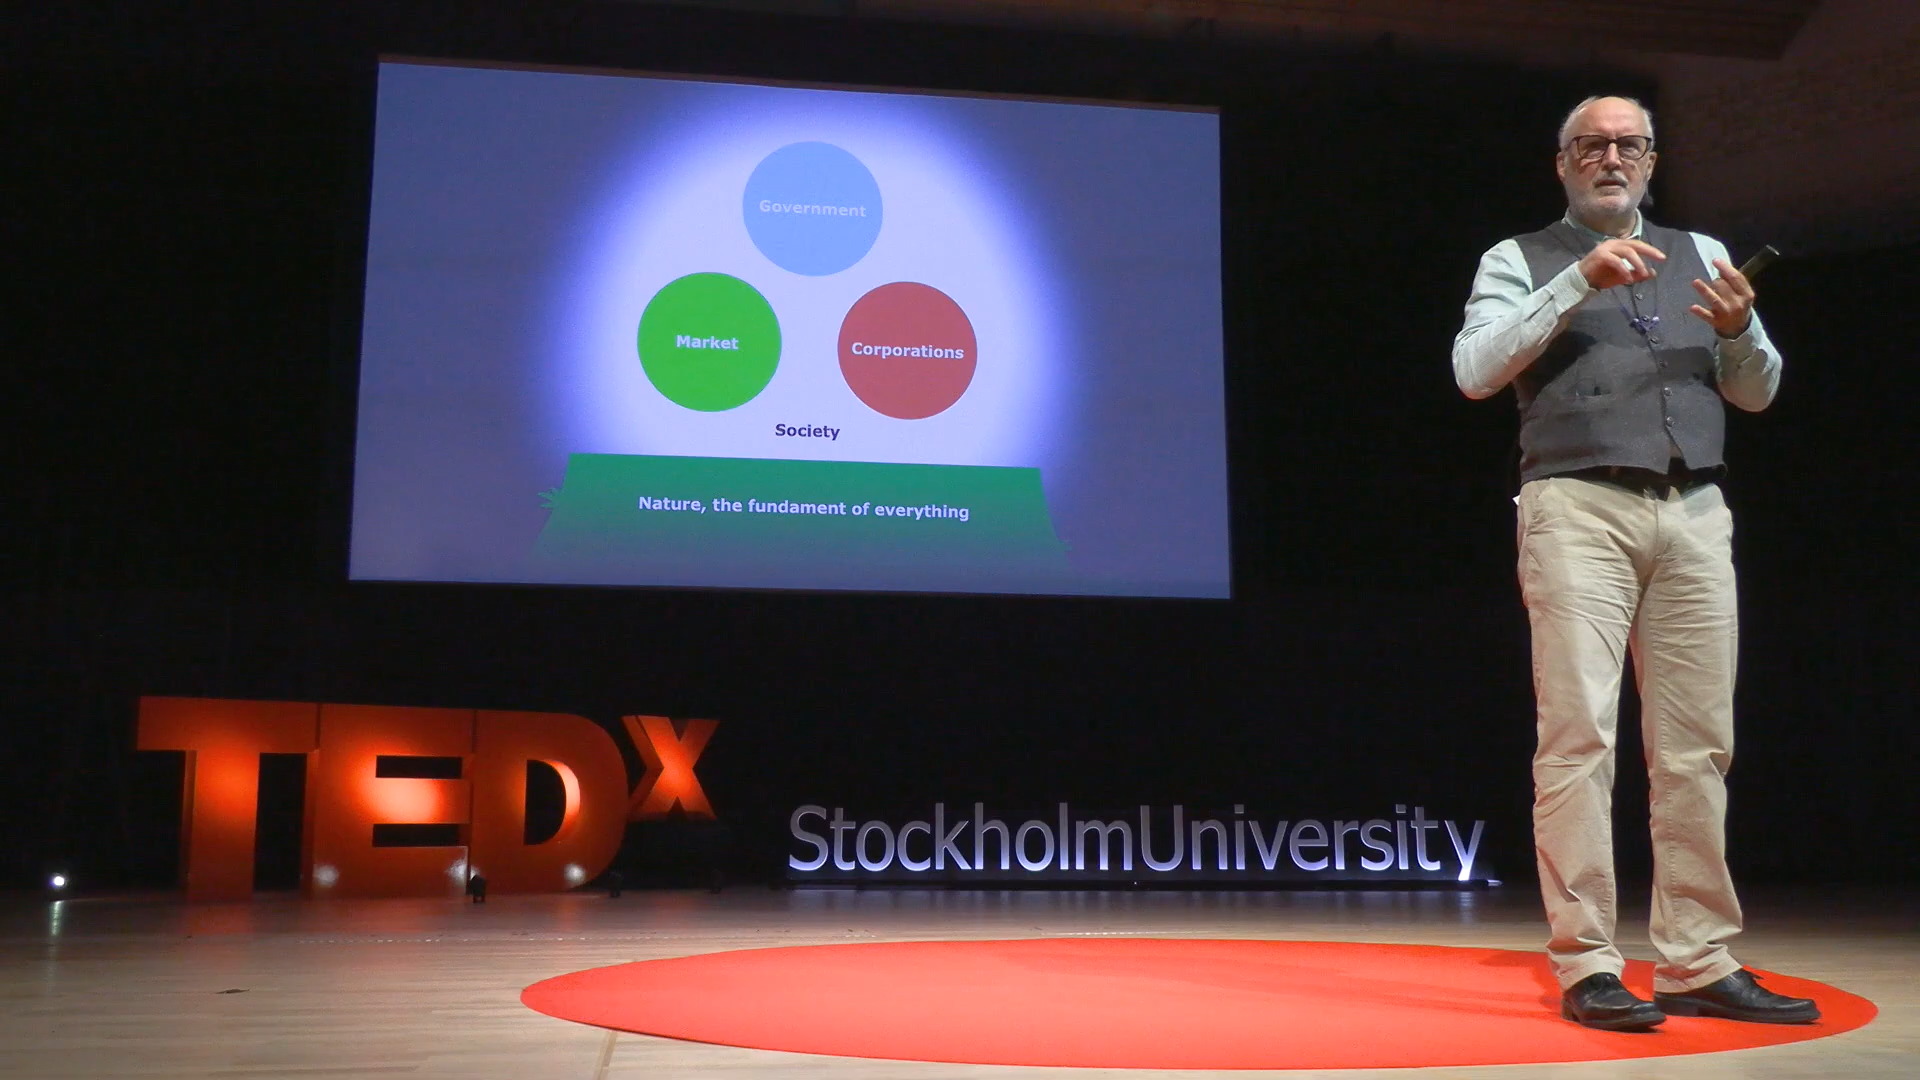 Government
Market
Corporations
Society
Nature, the fundament of everything
TEDx
StockholmUniversity